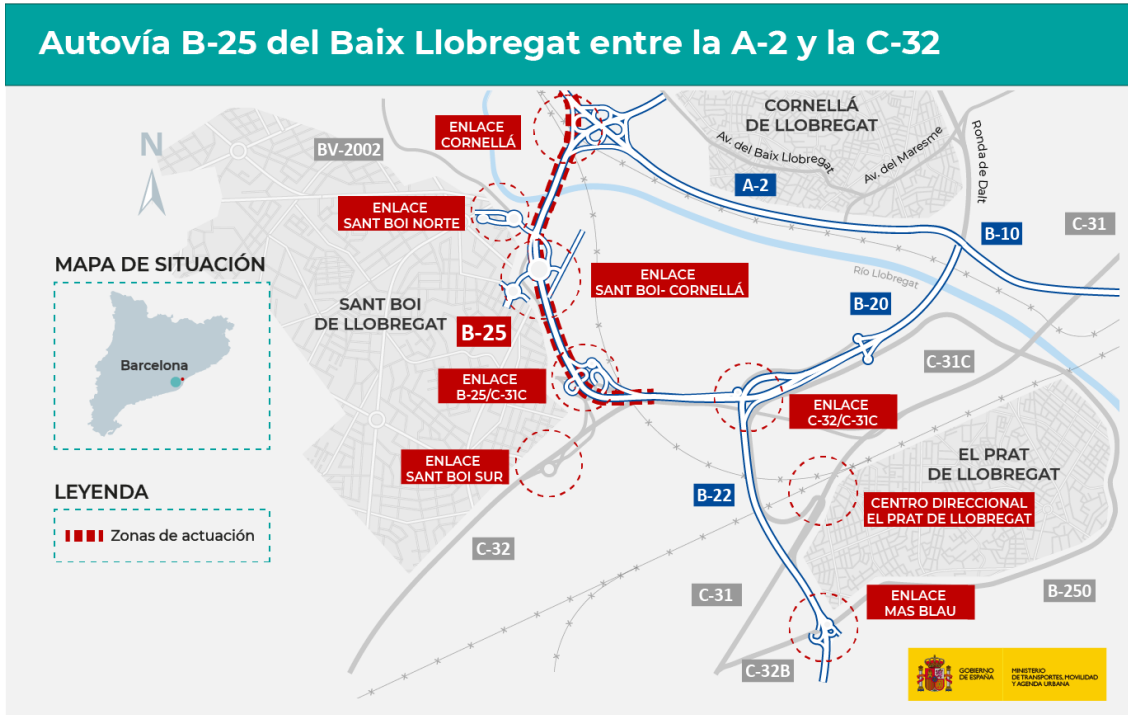 Autovía B-25 del Baix Llobregat entre la A-2 y la C-32
CORNELLÁ
DE LLOBREGAT
ENLACE
CORNELLÁ
N
BV-2002
Av. del Baix Llobregat
Av. del Maresme
Ronda de Dalt
A-2
ENLACE
SANT BOI NORTE
B-10
C-31
MAPA DE SITUACIÓN
ENLACE
SANT BOI- CORNELLÁ
Río Llobregat
SANT BOI
DE LLOBREGAT
B-25
B-20
Barcelona
C-31C
ENLACE
B-25/C-31C
ENLACE
C-32/C-31C
ENLACE
SANT BOI SUR
EL PRAT
DE LLOBREGAT
LEYENDA
B-22
CENTRO DIRECCIONAL
EL PRAT DE LLOBREGAT
Zonas de actuación
C-32
C-31
ENLACE
MAS BLAU
B-250
C-32B
GOBIERNO
DE ESPAÑA
MINISTERIO
DE TRANSPORTES, MOVILIDAD
Y AGENDA URBANA